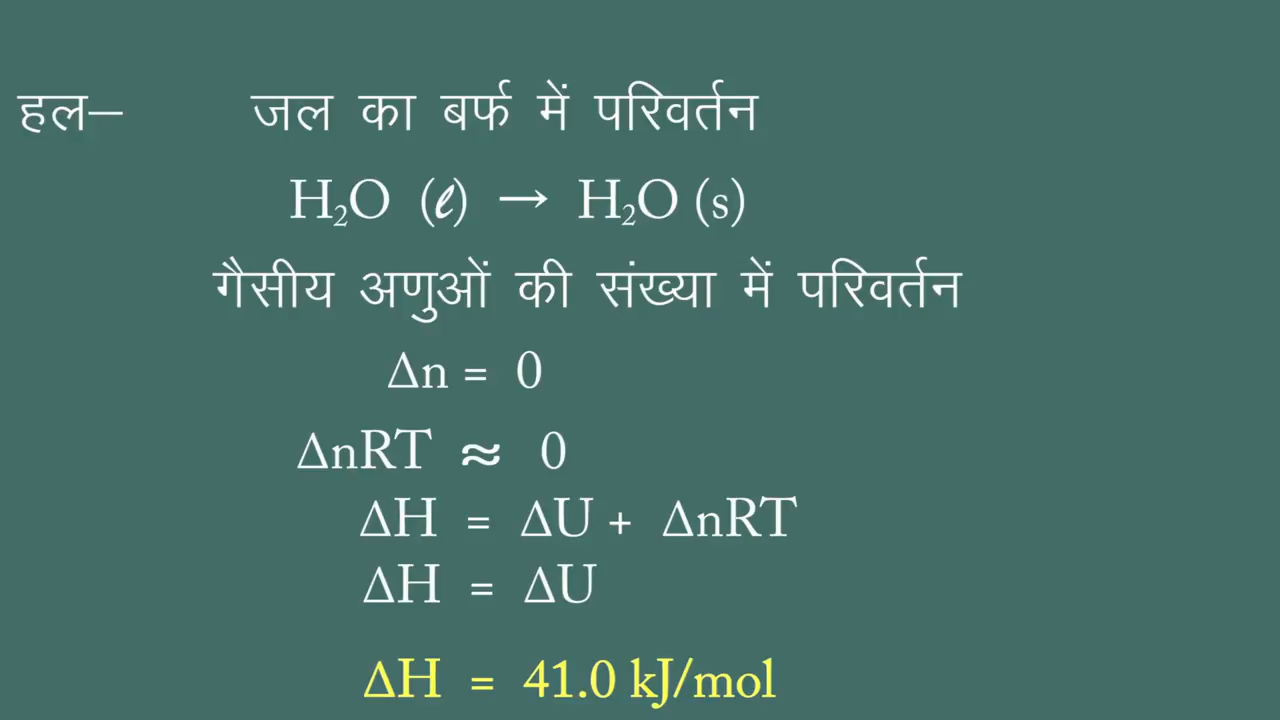 हल– जल का बर्फ में परिवर्तन
H₂O (ℓ) → H₂O (s)
गैसीय अणुओं की संख्या में परिवर्तन
Δn = 0
ΔnRT ≈ 0
ΔH = ΔU + ΔnRT
ΔH = ΔU
ΔH = 41.0 kJ/mol